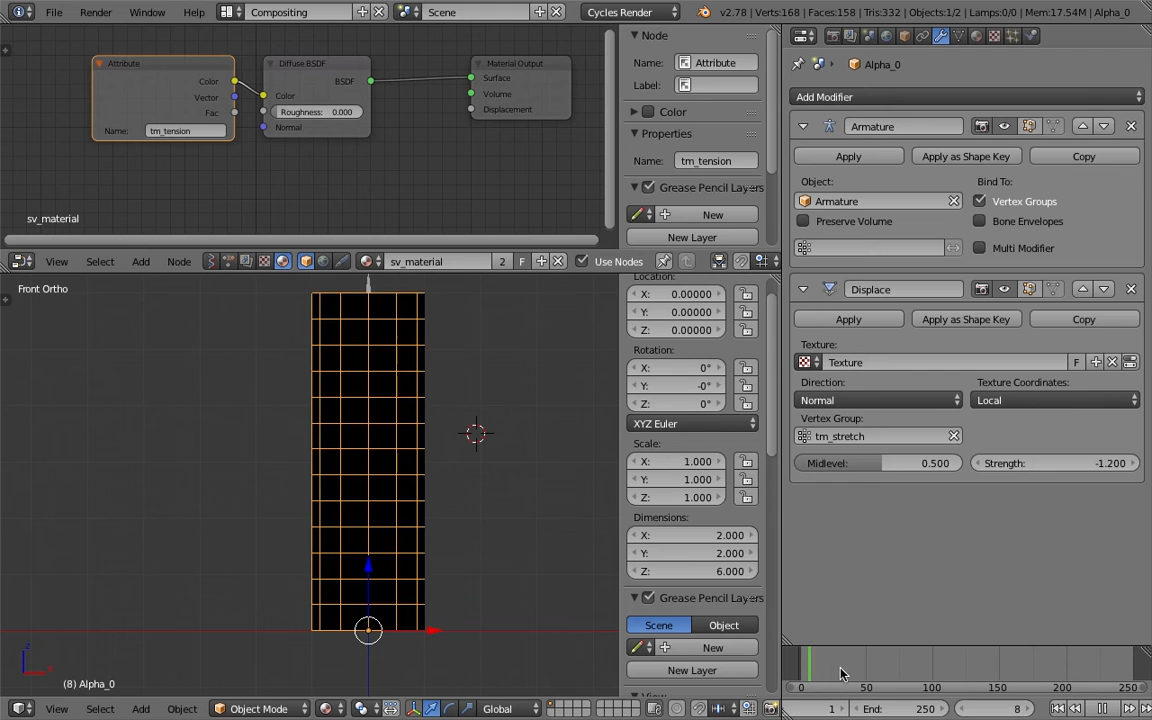 File Render Window Help Compositing Scene Cycles Render v2.78 | Verts:168 | Faces:158 | Tris:332 | Objects:1/2 | Lamps:0/0 | Mem:17.54M | Alpha_0
Attribute
Color
Vector
Fac
Name: tm_tension
Diffuse BSDF
BSDF
Color
Roughness: 0.000
Normal
Material Output
Surface
Volume
Displacement
sv_material
Node
Name: Attribute
Label:
Color
Properties
Name: tm_tension
Grease Pencil Layers
New
New Layer
View Select Add Node sv_material 2 F Use Nodes
Front Ortho
(8) Alpha_0
Location:
X: 0.00000
Y: 0.00000
Z: 0.00000
Rotation:
X: 0°
Y: -0°
Z: 0°
XYZ Euler
Scale:
X: 1.000
Y: 1.000
Z: 1.000
Dimensions:
X: 2.000
Y: 2.000
Z: 6.000
Grease Pencil Layers
Scene Object
New
New Layer
View Select Add Object Object Mode Global
Alpha_0
Add Modifier
Armature
Apply Apply as Shape Key Copy
Object: Bind To:
Armature Vertex Groups
Preserve Volume Bone Envelopes
Multi Modifier
Displace
Apply Apply as Shape Key Copy
Texture:
Texture F
Direction: Texture Coordinates:
Normal Local
Vertex Group:
tm_stretch
Midlevel: 0.500 Strength: -1.200
0 50 100 150 200 250
1 End: 250 8